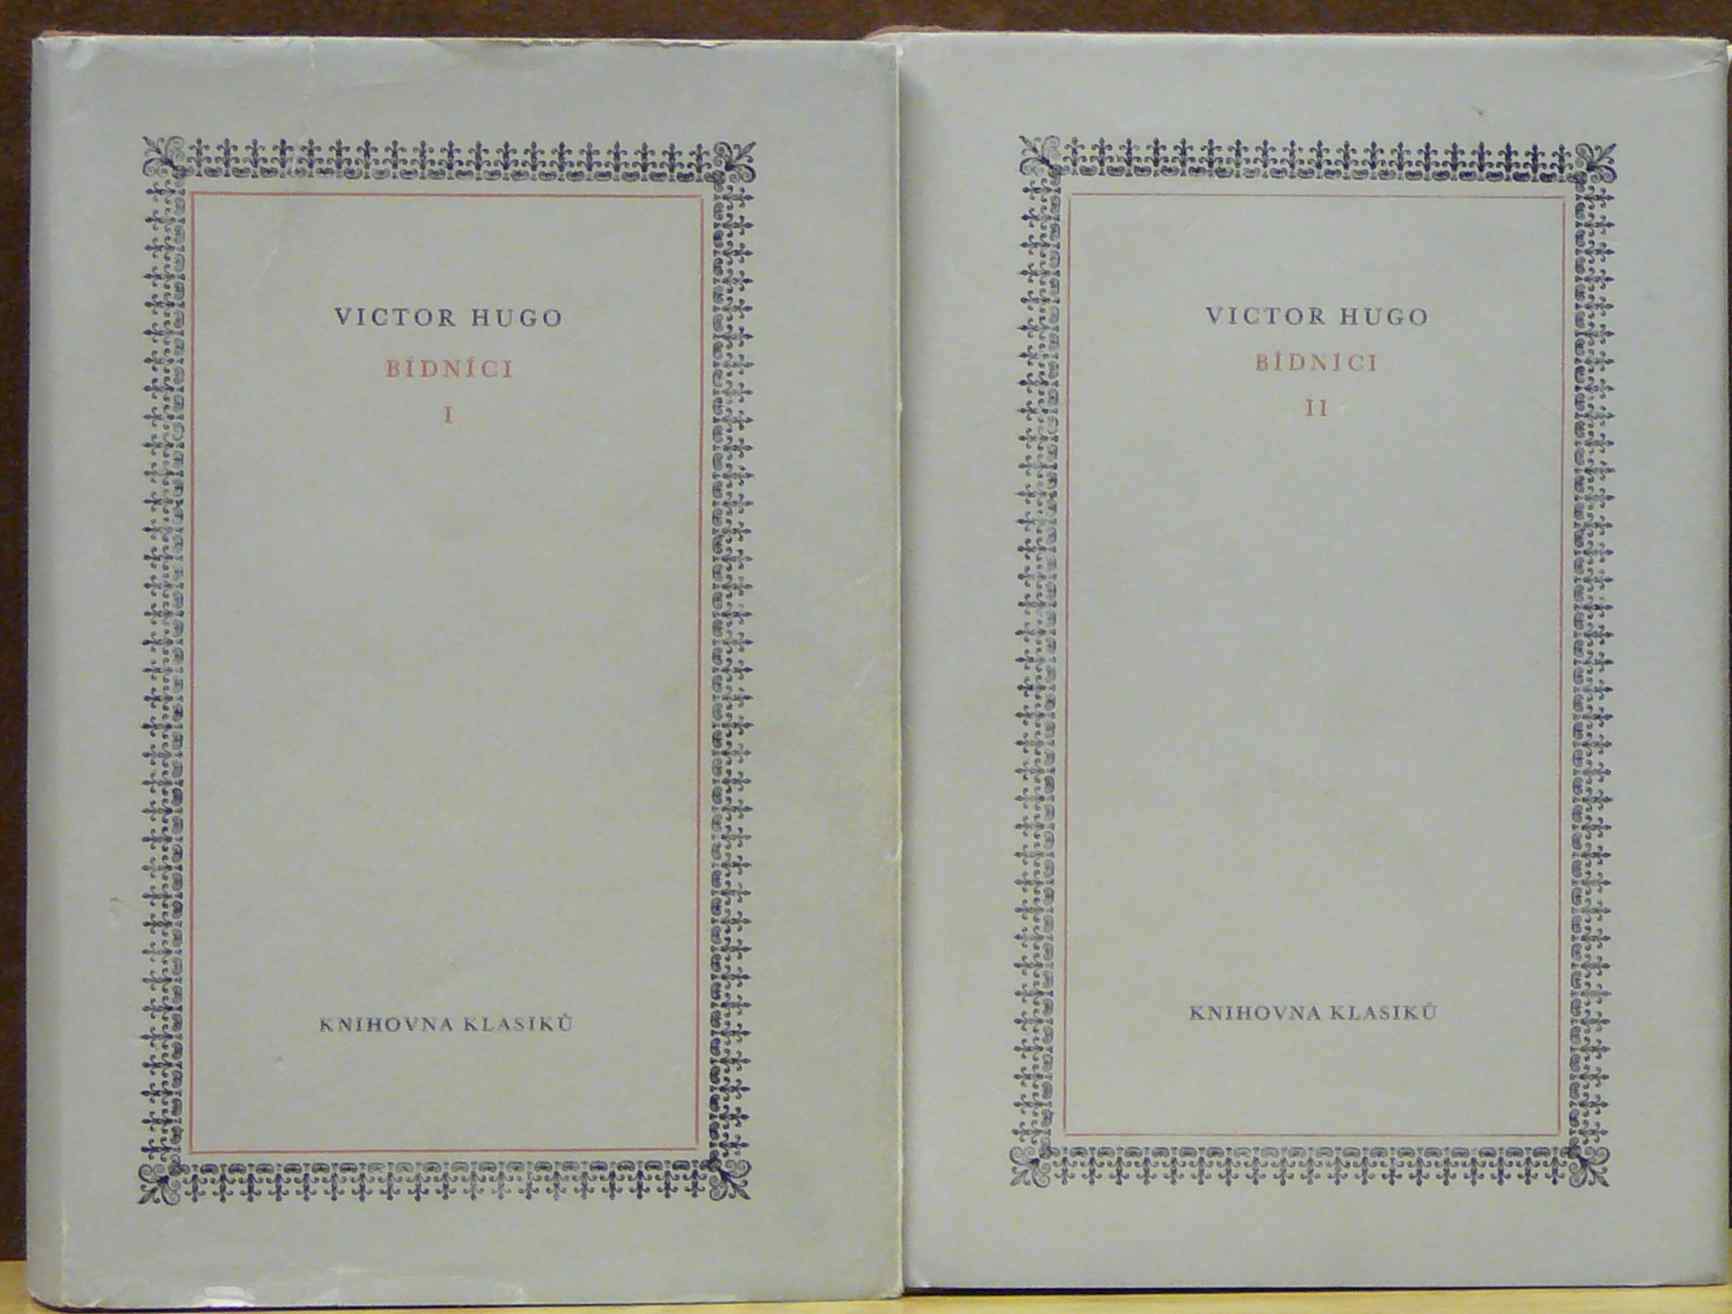 VICTOR HUGO
BÍDNÍCI
I
KNIHOVNA KLASIKŮ
VICTOR HUGO
BÍDNÍCI
II
KNIHOVNA KLASIKŮ